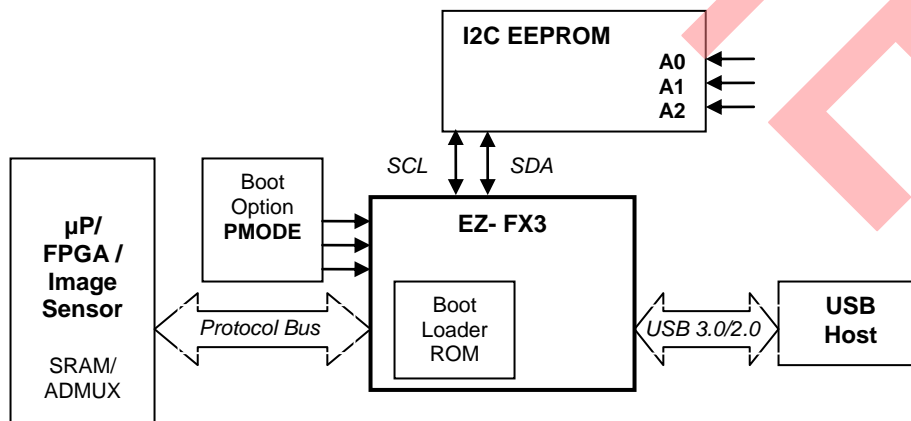 I2C EEPROM
A0
A1
A2
SCL
SDA
Boot
Option
PMODE
EZ- FX3
µP/
FPGA /
Image
Sensor
SRAM/
ADMUX
Protocol Bus
Boot
Loader
ROM
USB 3.0/2.0
USB
Host